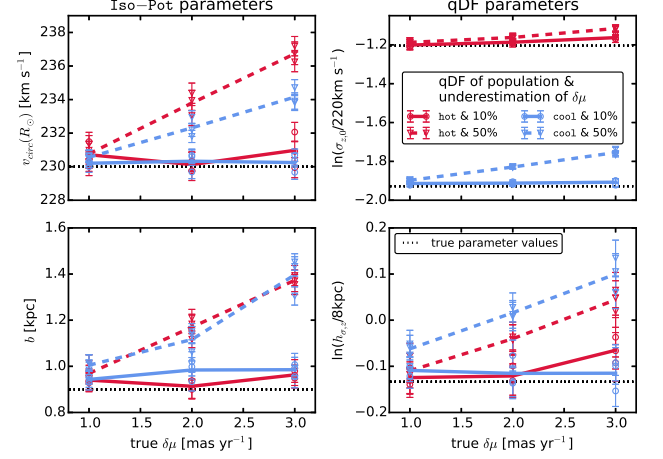 Iso−Pot parameters
qDF parameters
238
236
234
232
230
v_circ(R_⊙) [km s⁻¹]
−1.2
−1.4
−1.6
−1.8
−2.0
ln(σ_z,0/220km s⁻¹)
qDF of population &
underestimation of δμ
hot & 10%
cool & 10%
hot & 50%
cool & 50%
1.6
1.4
1.2
1.0
0.8
b [kpc]
0.2
0.1
0.0
−0.1
−0.2
ln(h_σ,z/8kpc)
true parameter values
1.0 1.5 2.0 2.5 3.0
1.0 1.5 2.0 2.5 3.0
true δμ [mas yr⁻¹]
true δμ [mas yr⁻¹]